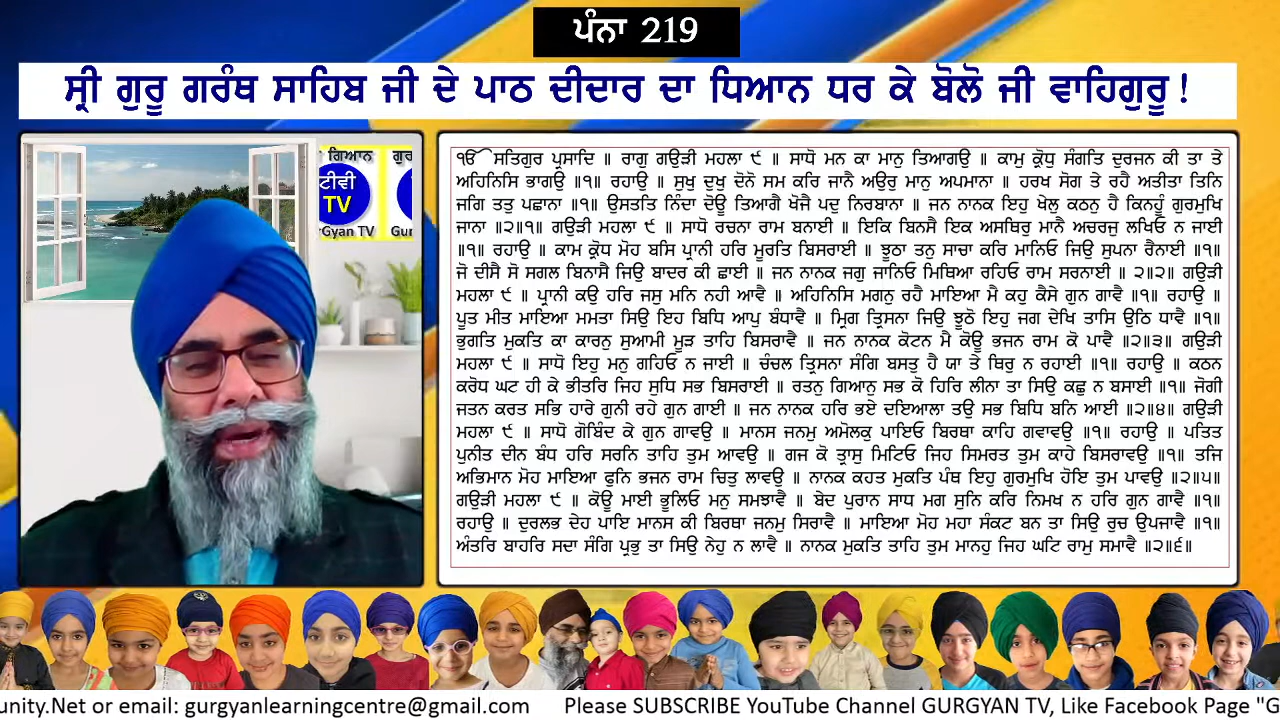 ਪੰਨਾ 219
ਸ੍ਰੀ ਗੁਰੂ ਗਰੰਥ ਸਾਹਿਬ ਜੀ ਦੇ ਪਾਠ ਦੀਦਾਰ ਦਾ ਧਿਆਨ ਧਰ ਕੇ ਬੋਲੋ ਜੀ ਵਾਹਿਗੁਰੂ!
ਗਿਆਨ
ਟੀਵੀ
TV
Gyan TV
ੴ ਸਤਿਗੁਰ ਪ੍ਰਸਾਦਿ ॥ ਰਾਗੁ ਗਉੜੀ ਮਹਲਾ ੯ ॥ ਸਾਧੋ ਮਨ ਕਾ ਮਾਨੁ ਤਿਆਗਉ ॥ ਕਾਮੁ ਕ੍ਰੋਧੁ ਸੰਗਤਿ ਦੁਰਜਨ ਕੀ ਤਾ ਤੇ
ਅਹਿਨਿਸਿ ਭਾਗਉ ॥੧॥ ਰਹਾਉ ॥ ਸੁਖੁ ਦੁਖੁ ਦੋਨੋ ਸਮ ਕਰਿ ਜਾਨੈ ਅਉਰੁ ਮਾਨੁ ਅਪਮਾਨਾ ॥ ਹਰਖ ਸੋਗ ਤੇ ਰਹੈ ਅਤੀਤਾ ਤਿਨਿ
ਜਗਿ ਤਤੁ ਪਛਾਨਾ ॥੧॥ ਉਸਤਤਿ ਨਿੰਦਾ ਦੋਊ ਤਿਆਗੈ ਖੋਜੈ ਪਦੁ ਨਿਰਬਾਨਾ ॥ ਜਨ ਨਾਨਕ ਇਹੁ ਖੇਲੁ ਕਠਨੁ ਹੈ ਕਿਨਹੂੰ ਗੁਰਮੁਖਿ
ਜਾਨਾ ॥੨॥੧॥ ਗਉੜੀ ਮਹਲਾ ੯ ॥ ਸਾਧੋ ਰਚਨਾ ਰਾਮ ਬਨਾਈ ॥ ਇਕਿ ਬਿਨਸੈ ਇਕ ਅਸਥਿਰੁ ਮਾਨੈ ਅਚਰਜੁ ਲਖਿਓ ਨ ਜਾਈ
॥੧॥ ਰਹਾਉ ॥ ਕਾਮ ਕ੍ਰੋਧ ਮੋਹ ਬਸਿ ਪ੍ਰਾਨੀ ਹਰਿ ਮੂਰਤਿ ਬਿਸਰਾਈ ॥ ਝੂਠਾ ਤਨੁ ਸਾਚਾ ਕਰਿ ਮਾਨਿਓ ਜਿਉ ਸੁਪਨਾ ਰੈਨਾਈ ॥੧॥
ਜੋ ਦੀਸੈ ਸੋ ਸਗਲ ਬਿਨਾਸੈ ਜਿਉ ਬਾਦਰ ਕੀ ਛਾਈ ॥ ਜਨ ਨਾਨਕ ਜਗੁ ਜਾਨਿਓ ਮਿਥਿਆ ਰਹਿਓ ਰਾਮ ਸਰਨਾਈ ॥ ੨॥੨॥ ਗਉੜੀ
ਮਹਲਾ ੯ ॥ ਪ੍ਰਾਨੀ ਕਉ ਹਰਿ ਜਸੁ ਮਨਿ ਨਹੀ ਆਵੈ ॥ ਅਹਿਨਿਸਿ ਮਗਨੁ ਰਹੈ ਮਾਇਆ ਮੈ ਕਹੁ ਕੈਸੇ ਗੁਨ ਗਾਵੈ ॥੧॥ ਰਹਾਉ ॥
ਪੂਤ ਮੀਤ ਮਾਇਆ ਮਮਤਾ ਸਿਉ ਇਹ ਬਿਧਿ ਆਪੁ ਬੰਧਾਵੈ ॥ ਮ੍ਰਿਗ ਤ੍ਰਿਸਨਾ ਜਿਉ ਝੂਠੋ ਇਹੁ ਜਗ ਦੇਖਿ ਤਾਸਿ ਉਠਿ ਧਾਵੈ ॥੧॥
ਭੁਗਤਿ ਮੁਕਤਿ ਕਾ ਕਾਰਨੁ ਸੁਆਮੀ ਮੂੜ ਤਾਹਿ ਬਿਸਰਾਵੈ ॥ ਜਨ ਨਾਨਕ ਕੋਟਨ ਮੈ ਕੋਊ ਭਜਨੁ ਰਾਮ ਕੋ ਪਾਵੈ ॥੨॥੩॥ ਗਉੜੀ
ਮਹਲਾ ੯ ॥ ਸਾਧੋ ਇਹੁ ਮਨੁ ਗਹਿਓ ਨ ਜਾਈ ॥ ਚੰਚਲ ਤ੍ਰਿਸਨਾ ਸੰਗਿ ਬਸਤੁ ਹੈ ਯਾ ਤੇ ਥਿਰੁ ਨ ਰਹਾਈ ॥੧॥ ਰਹਾਉ ॥ ਕਠਨ
ਕਰੋਧ ਘਟ ਹੀ ਕੇ ਭੀਤਰਿ ਜਿਹ ਸੁਧਿ ਸਭ ਬਿਸਰਾਈ ॥ ਰਤਨੁ ਗਿਆਨੁ ਸਭ ਕੋ ਹਿਰਿ ਲੀਨਾ ਤਾ ਸਿਉ ਕਛੁ ਨ ਬਸਾਈ ॥੧॥ ਜੋਗੀ
ਜਤਨ ਕਰਤ ਸਭਿ ਹਾਰੇ ਗੁਨੀ ਰਹੇ ਗੁਨ ਗਾਈ ॥ ਜਨ ਨਾਨਕ ਹਰਿ ਭਏ ਦਇਆਲਾ ਤਉ ਸਭ ਬਿਧਿ ਬਨਿ ਆਈ ॥੨॥੪॥ ਗਉੜੀ
ਮਹਲਾ ੯ ॥ ਸਾਧੋ ਗੋਬਿੰਦ ਕੇ ਗੁਨ ਗਾਵਉ ॥ ਮਾਨਸ ਜਨਮੁ ਅਮੋਲਕੁ ਪਾਇਓ ਬਿਰਥਾ ਕਾਹਿ ਗਵਾਵਉ ॥੧॥ ਰਹਾਉ ॥ ਪਤਿਤ
ਪੁਨੀਤ ਦੀਨ ਬੰਧ ਹਰਿ ਸਰਨਿ ਤਾਹਿ ਤੁਮ ਆਵਉ ॥ ਗਜ ਕੋ ਤ੍ਰਾਸੁ ਮਿਟਿਓ ਜਿਹ ਸਿਮਰਤ ਤੁਮ ਕਾਹੇ ਬਿਸਰਾਵਉ ॥੧॥ ਤਜਿ
ਅਭਿਮਾਨ ਮੋਹ ਮਾਇਆ ਫੁਨਿ ਭਜਨ ਰਾਮ ਚਿਤੁ ਲਾਵਉ ॥ ਨਾਨਕ ਕਹਤ ਮੁਕਤਿ ਪੰਥ ਇਹੁ ਗੁਰਮੁਖਿ ਹੋਇ ਤੁਮ ਪਾਵਉ ॥੨॥੫॥
ਗਉੜੀ ਮਹਲਾ ੯ ॥ ਕੋਊ ਮਾਈ ਭੂਲਿਓ ਮਨੁ ਸਮਝਾਵੈ ॥ ਬੇਦ ਪੁਰਾਨ ਸਾਧ ਮਗ ਸੁਨਿ ਕਰਿ ਨਿਮਖ ਨ ਹਰਿ ਗੁਨ ਗਾਵੈ ॥੧॥
ਰਹਾਉ ॥ ਦੁਰਲਭ ਦੇਹ ਪਾਇ ਮਾਨਸ ਕੀ ਬਿਰਥਾ ਜਨਮੁ ਸਿਰਾਵੈ ॥ ਮਾਇਆ ਮੋਹ ਮਹਾ ਸੰਕਟ ਬਨ ਤਾ ਸਿਉ ਰੁਚ ਉਪਜਾਵੈ ॥੧॥
ਅੰਤਰਿ ਬਾਹਰਿ ਸਦਾ ਸੰਗਿ ਪ੍ਰਭੁ ਤਾ ਸਿਉ ਨੇਹੁ ਨ ਲਾਵੈ ॥ ਨਾਨਕ ਮੁਕਤਿ ਤਾਹਿ ਤੁਮ ਮਾਨਹੁ ਜਿਹ ਘਟਿ ਰਾਮੁ ਸਮਾਵੈ ॥੨॥੬॥
unity.Net or email: gurgyanlearningcentre@gmail.com Please SUBSCRIBE YouTube Channel GURGYAN TV, Like Facebook Page "G